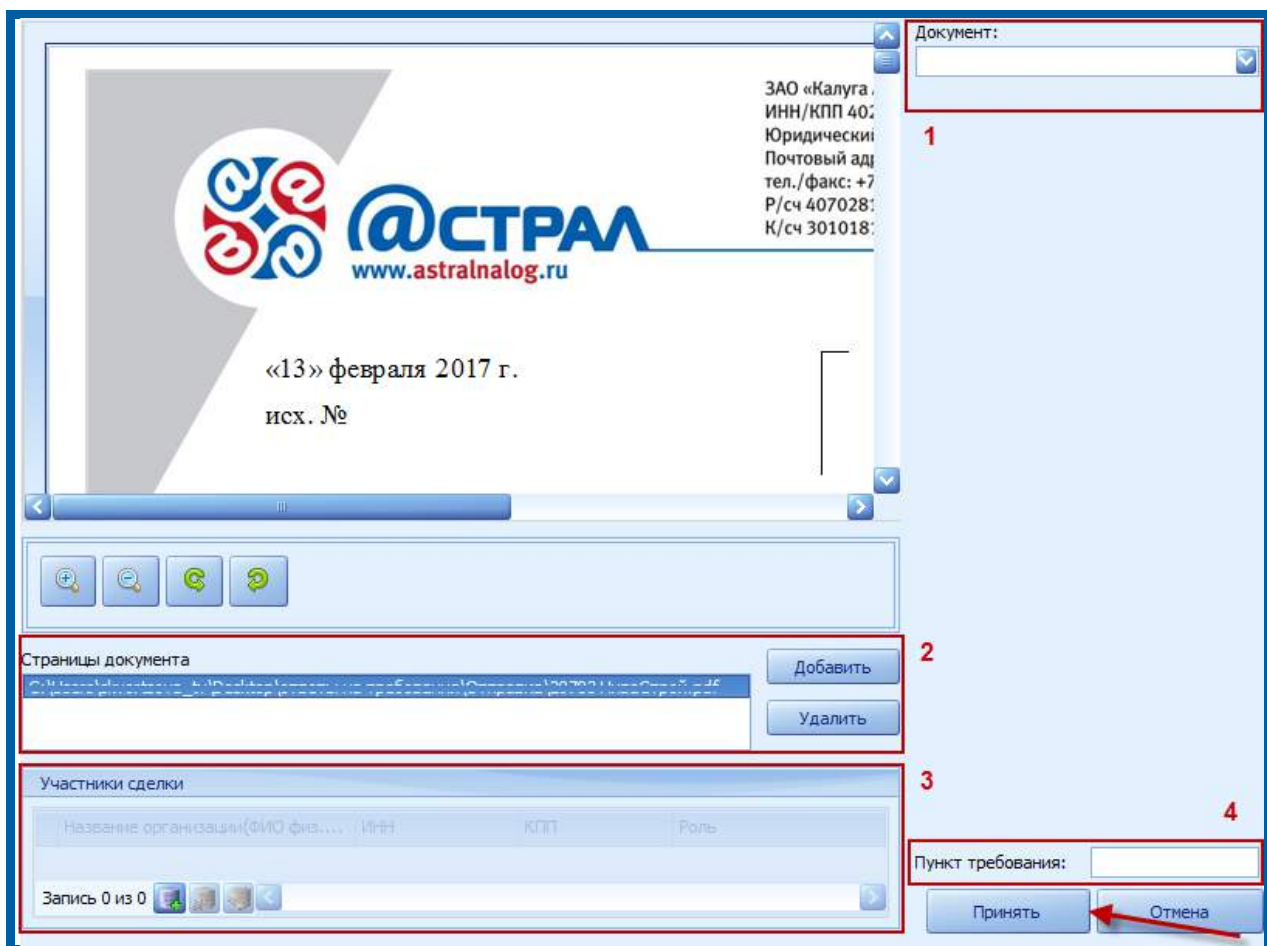 Документ:
1
ЗАО «Калуга
ИНН/КПП 402
Юридически
Почтовый адр
тел./факс: +7
Р/сч 4070281
К/сч 3010181
@СТРАЛ
www.astralnalog.ru
«13» февраля 2017 г.
исх. №
2
Страницы документа
Добавить
Удалить
3
Участники сделки
Название организации(ФИО физ.... ИНН КПП Роль
Запись 0 из 0
4
Пункт требования:
Принять Отмена